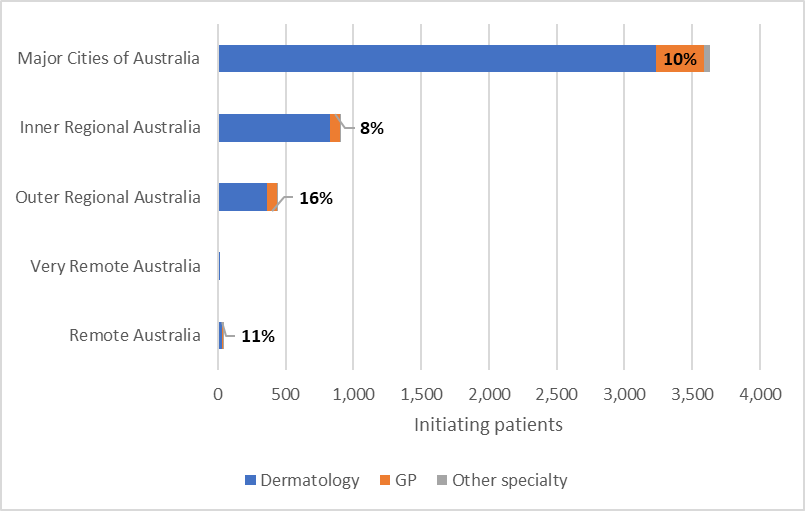 Major Cities of Australia
10%
Inner Regional Australia
8%
Outer Regional Australia
16%
Very Remote Australia
Remote Australia
11%
0 500 1,000 1,500 2,000 2,500 3,000 3,500 4,000
Initiating patients
Dermatology GP Other specialty